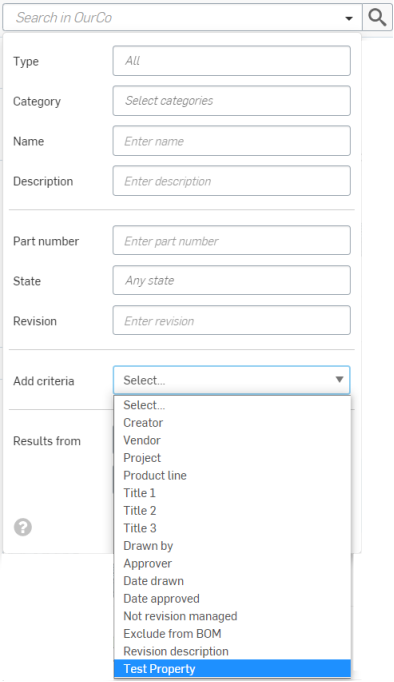 Search in OurCo
Type All
Category Select categories
Name Enter name
Description Enter description
Part number Enter part number
State Any state
Revision Enter revision
Add criteria Select...
Select...
Creator
Vendor
Results from
Project
Product line
Title 1
Title 2
Title 3
Drawn by
Approver
Date drawn
Date approved
Not revision managed
Exclude from BOM
Revision description
Test Property
?